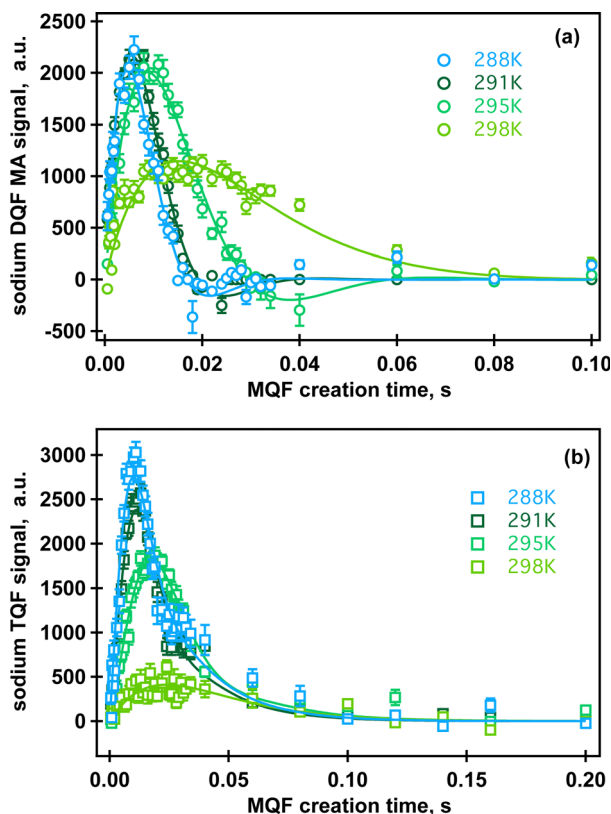 (a)
2500
2000
1500
1000
500
0
-500
sodium DQF MA signal, a.u.
288K
291K
295K
298K
0.00 0.02 0.04 0.06 0.08 0.10
MQF creation time, s
(b)
3000
2500
2000
1500
1000
500
0
sodium TQF signal, a.u.
288K
291K
295K
298K
0.00 0.05 0.10 0.15 0.20
MQF creation time, s